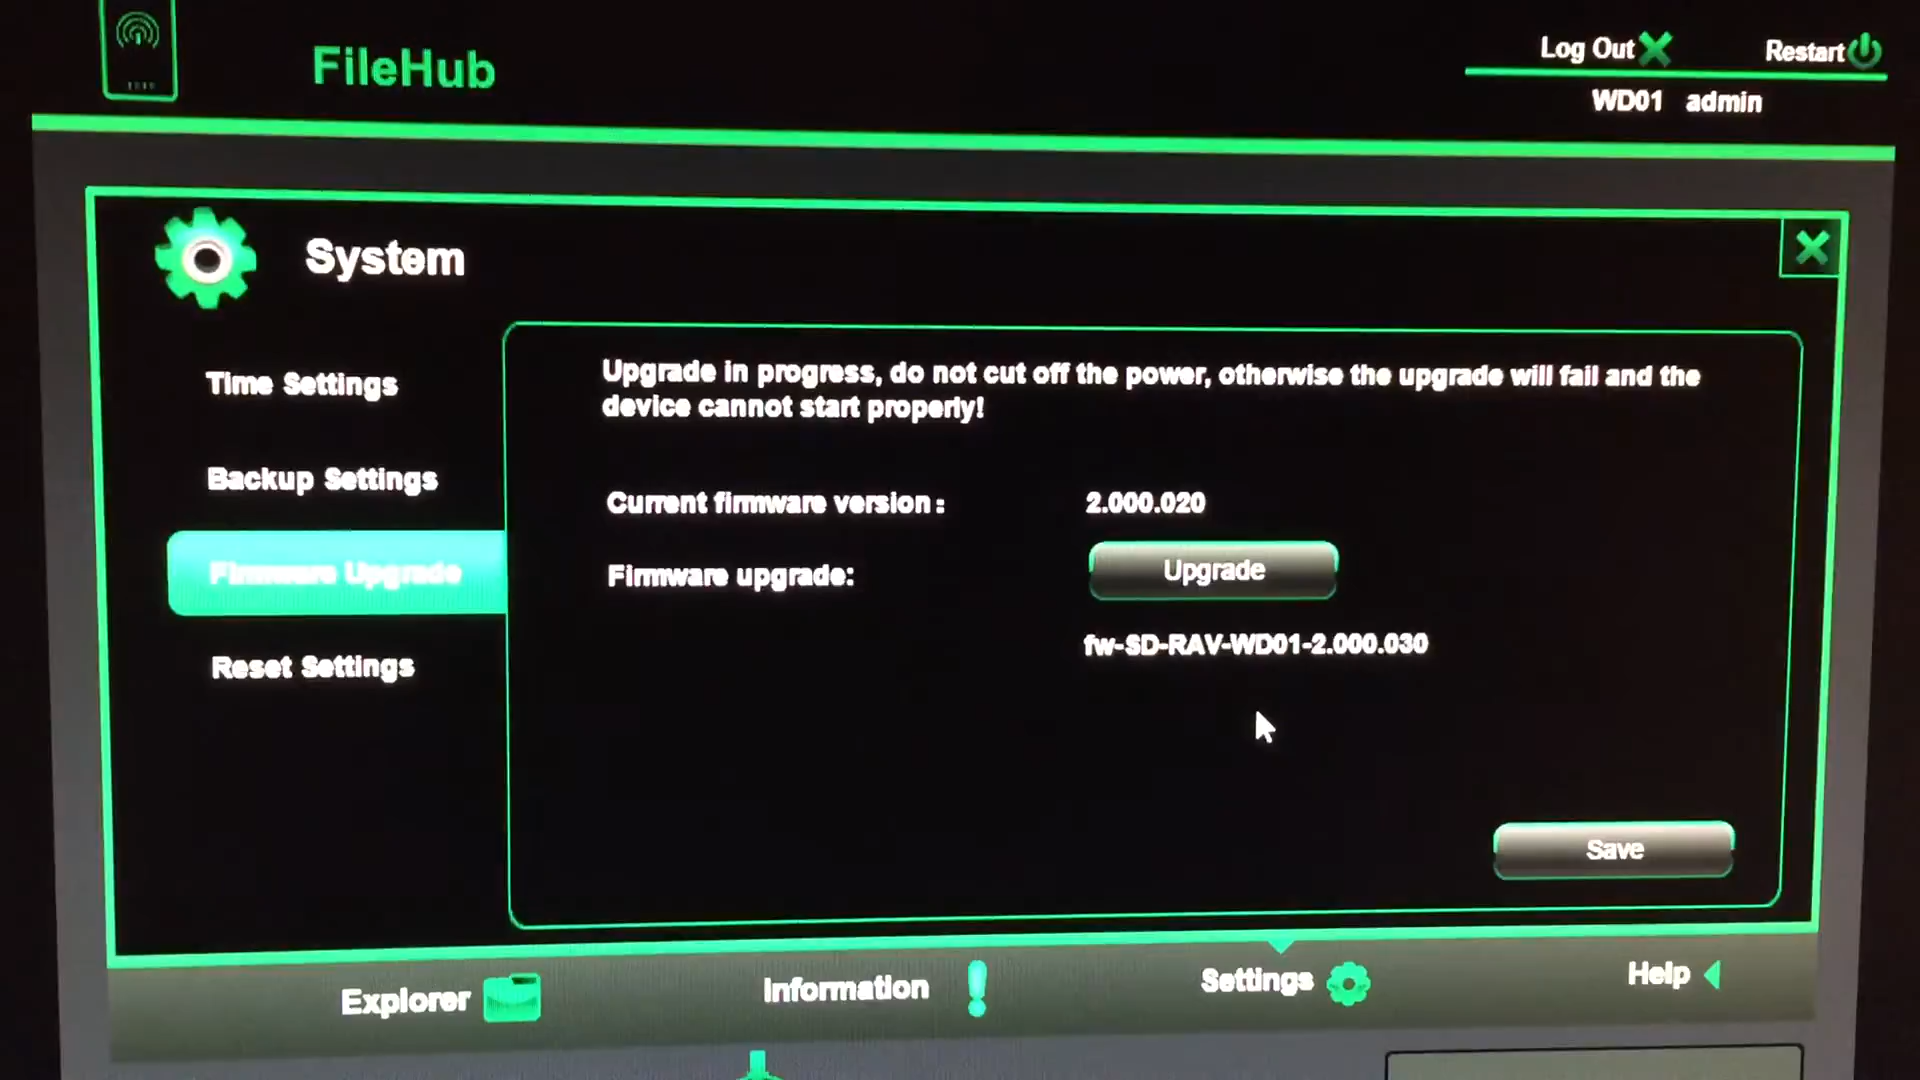 FileHub
Log Out
Restart
WD01 admin
System
Time Settings
Backup Settings
Firmware Upgrade
Reset Settings
Upgrade in progress, do not cut off the power, otherwise the upgrade will fail and the
device cannot start properly!
Current firmware version: 2.000.020
Firmware upgrade: Upgrade
fw-SD-RAV-WD01-2.000.030
Save
Explorer
Information
Settings
Help